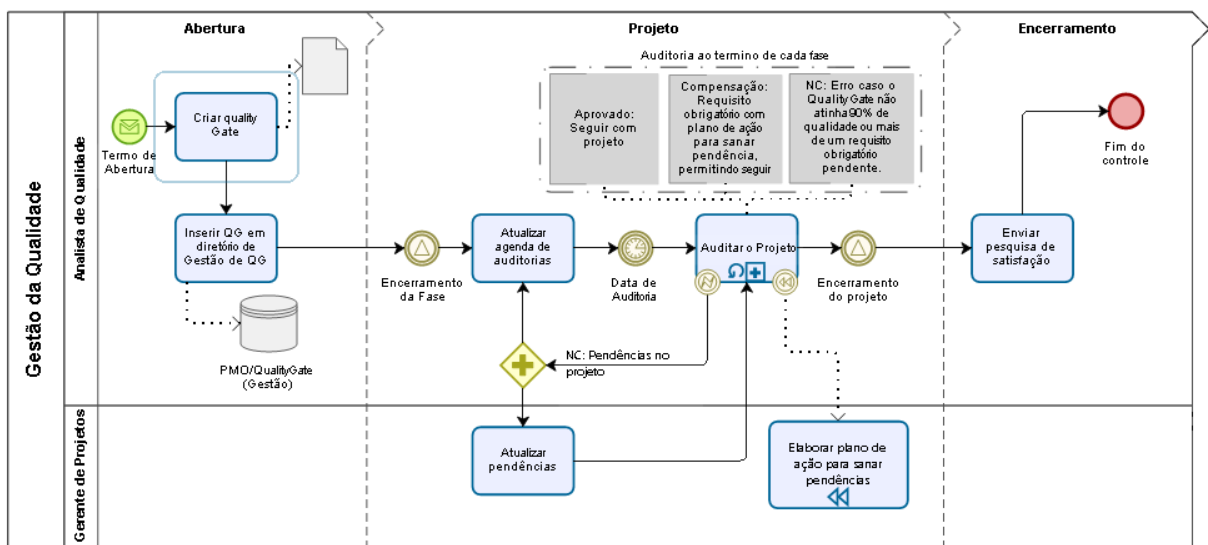 Gestão da Qualidade
Analista de Qualidade
Gerente de Projetos
Abertura
Projeto
Encerramento
Termo de
Abertura
Criar quality
Gate
Inserir QG em
diretório de
Gestão de QG
PMO/QualityGate
(Gestão)
Auditoria ao termino de cada fase
Aprovado:
Seguir com
projeto
Compensação:
Requisito
obrigatório com
plano de ação
para sanar
pendência,
permitindo seguir
NC: Erro caso o
QualityGate não
atinha 90% de
qualidade ou mais
de um requisito
obrigatório
pendente.
Encerramento
da Fase
Atualizar
agenda de
auditorias
Data de
Auditoria
Auditar o Projeto
Encerramento
do projeto
NC: Pendências no
projeto
Atualizar
pendências
Elaborar plano de
ação para sanar
pendências
Enviar
pesquisa de
satisfação
Fim do
controle